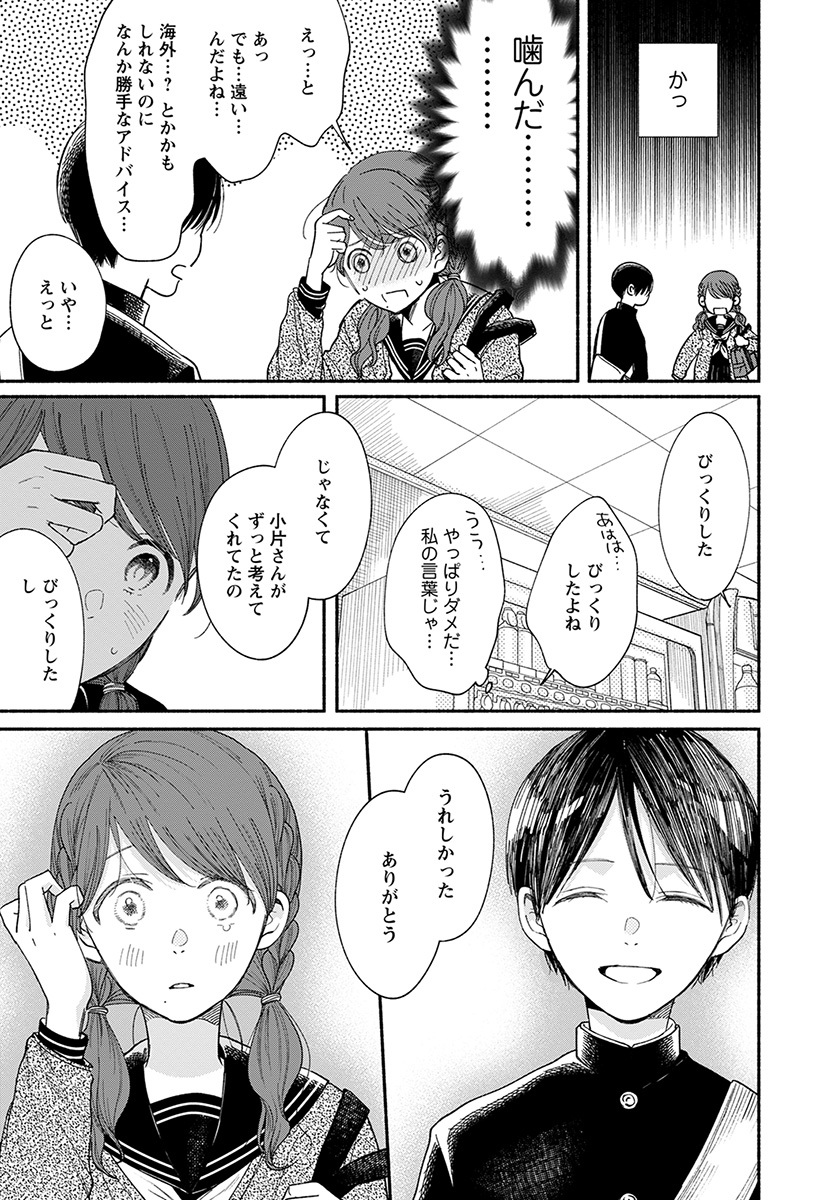 かっ
噛んだ………
………
えっ…と
あっ
でも…遠い…
んだよね…
海外…？とかかも
しれないのに
なんか勝手なアドバイス…
いや…
えっと
びっくりした
あはは…
びっくり
したよね
うう…
やっぱりダメだ…
私の言葉じゃ…
じゃなくて
小片さんが
ずっと考えて
くれてたの
びっくりした
し
うれしかった
ありがとう